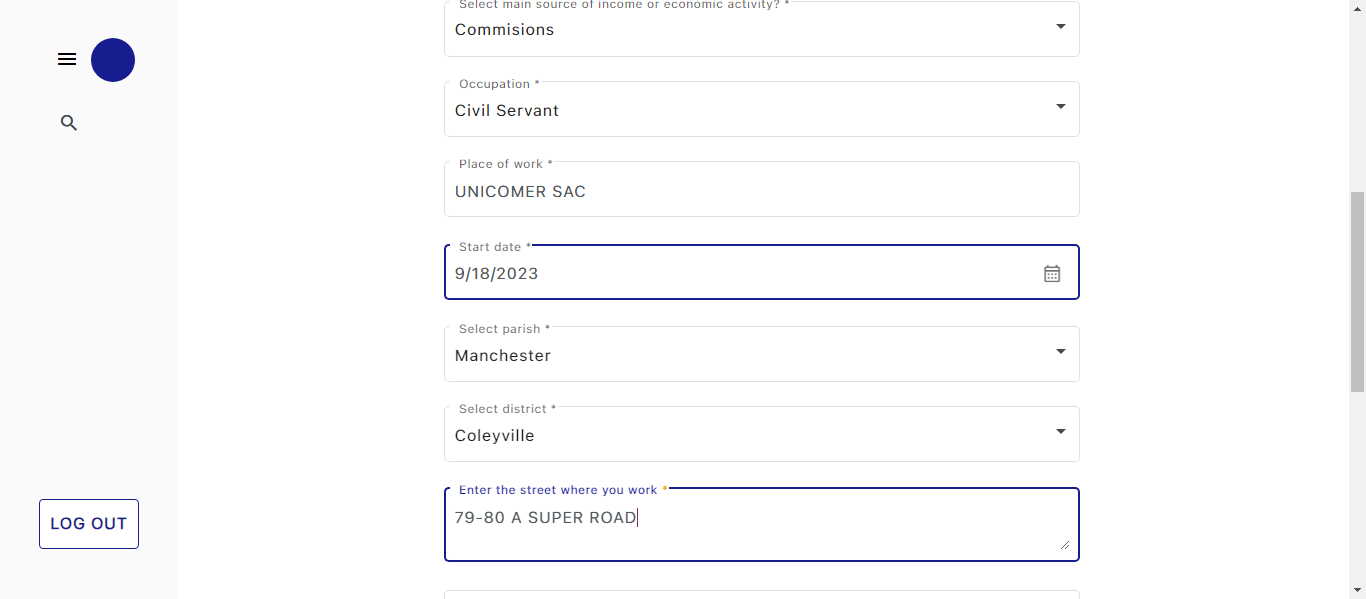 Select main source of income or economic activity? *
Commisions
Occupation *
Civil Servant
Place of work *
UNICOMER SAC
Start date *
9/18/2023
Select parish *
Manchester
Select district *
Coleyville
Enter the street where you work *
79-80 A SUPER ROAD
LOG OUT